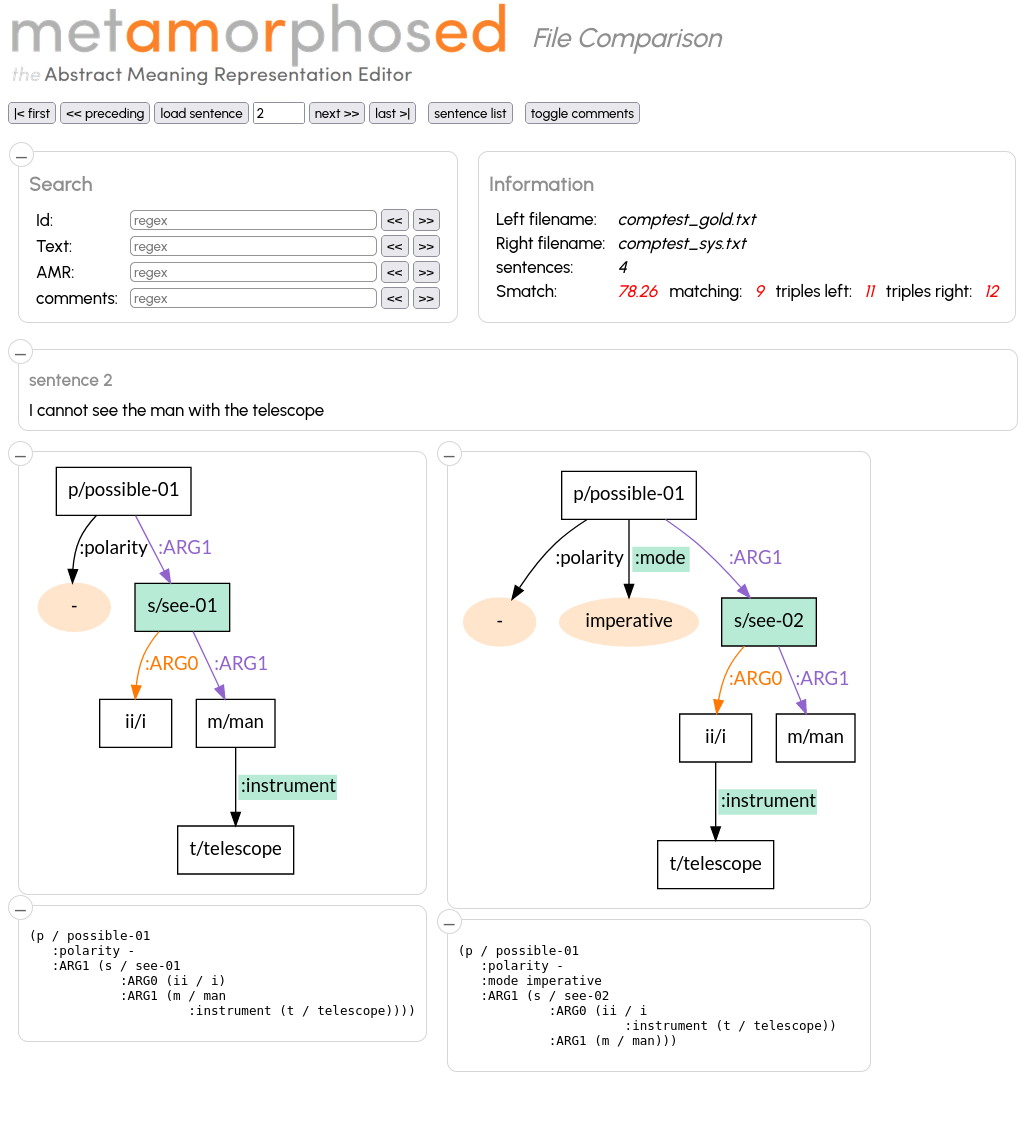 metamorphosed File Comparison
the Abstract Meaning Representation Editor
|< first << preceding load sentence 2 next >> last >| sentence list toggle comments
Search
Id: regex << >>
Text: regex << >>
AMR: regex << >>
comments: regex << >>
Information
Left filename: comptest_gold.txt
Right filename: comptest_sys.txt
sentences: 4
Smatch: 78.26 matching: 9 triples left: 11 triples right: 12
sentence 2
I cannot see the man with the telescope
p/possible-01
:polarity :ARG1
- s/see-01
:ARG0 :ARG1
ii/i m/man
:instrument
t/telescope
p/possible-01
:polarity :mode :ARG1
- imperative s/see-02
:ARG0 :ARG1
ii/i m/man
:instrument
t/telescope
(p / possible-01
   :polarity -
   :ARG1 (s / see-01
            :ARG0 (ii / i)
            :ARG1 (m / man
                     :instrument (t / telescope))))
(p / possible-01
   :polarity -
   :mode imperative
   :ARG1 (s / see-02
            :ARG0 (ii / i
                      :instrument (t / telescope))
            :ARG1 (m / man)))